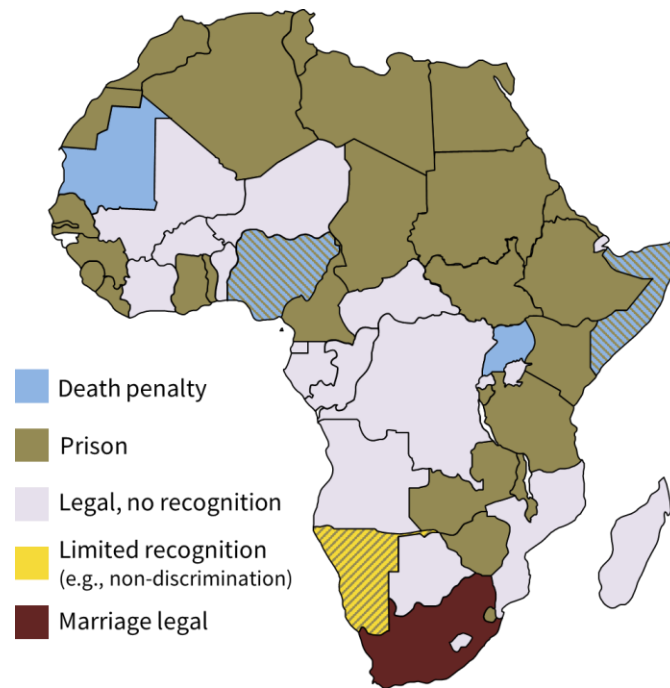 Death penalty
Prison
Legal, no recognition
Limited recognition
(e.g., non-discrimination)
Marriage legal